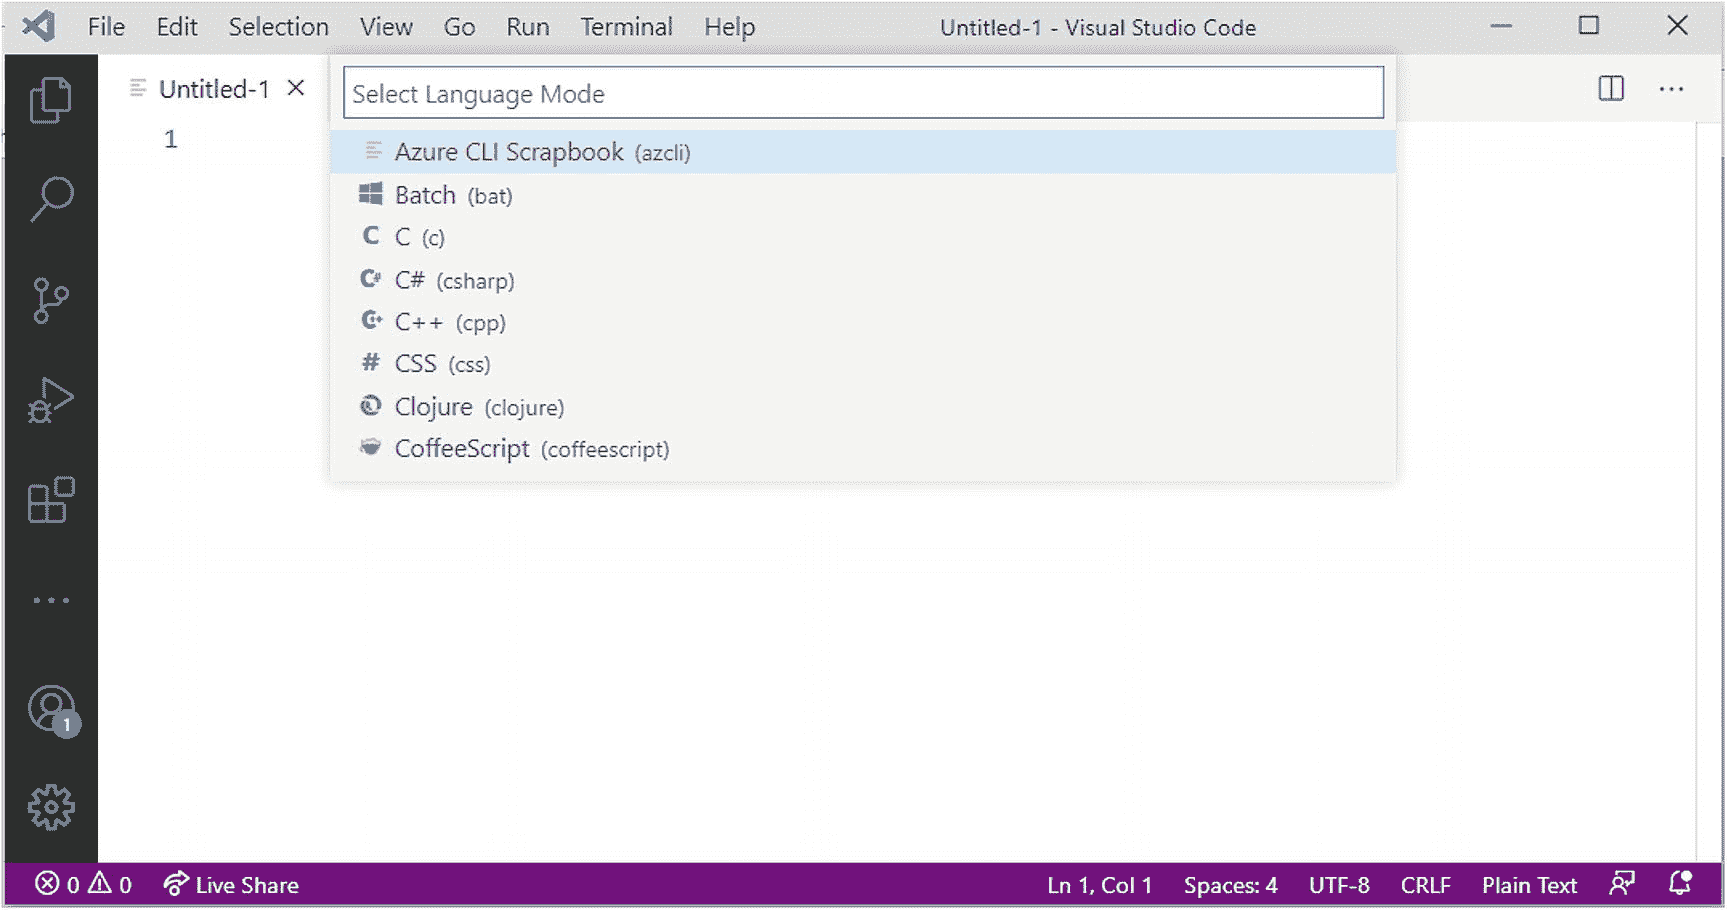 File Edit Selection View Go Run Terminal Help Untitled-1 - Visual Studio Code
Untitled-1
Select Language Mode
1
Azure CLI Scrapbook (azcli)
Batch (bat)
C C (c)
C# C# (csharp)
C++ C++ (cpp)
# CSS (css)
Clojure (clojure)
CoffeeScript (coffeescript)
1
0 0 Live Share Ln 1, Col 1 Spaces: 4 UTF-8 CRLF Plain Text